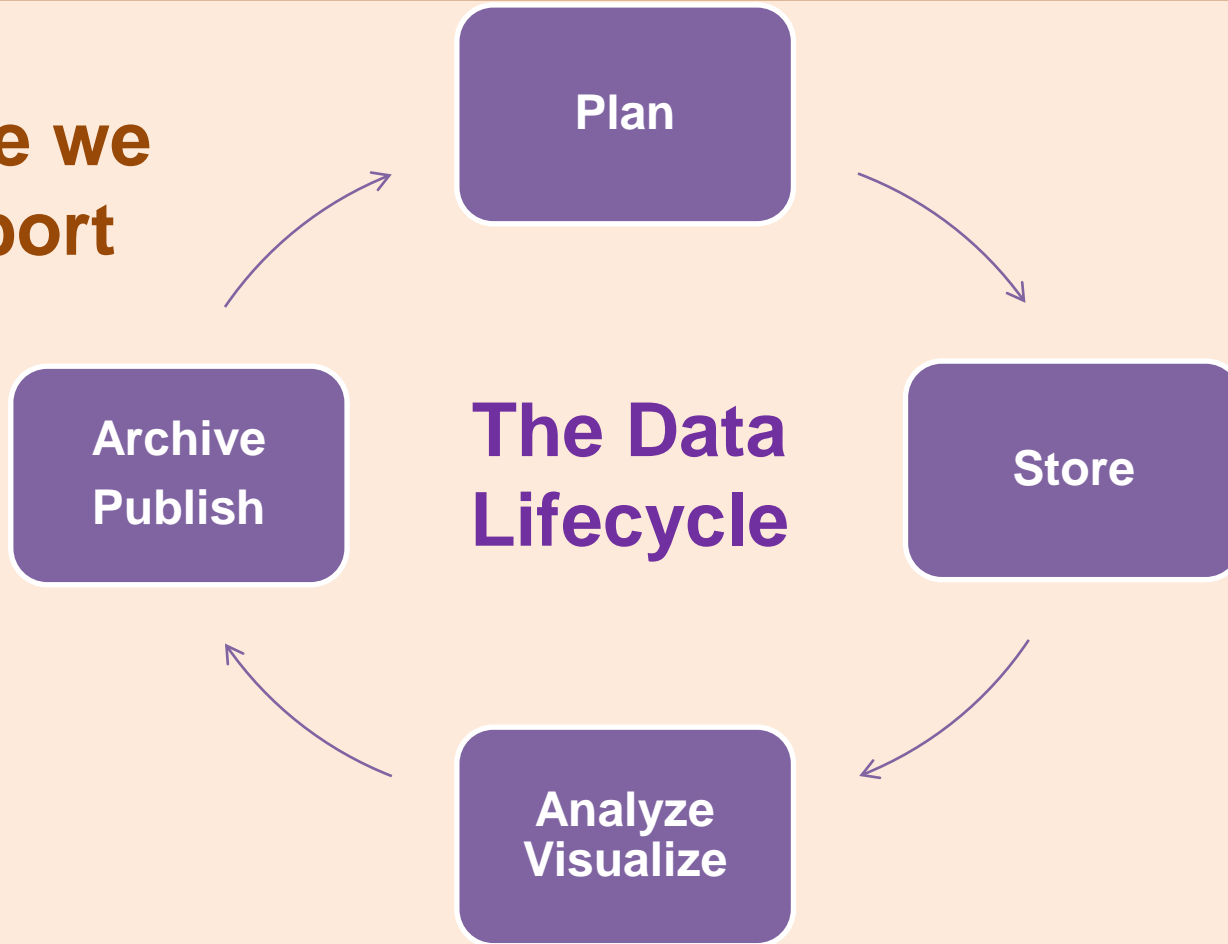 Plan
e we
port
Archive
Publish
The Data
Lifecycle
Store
Analyze
Visualize